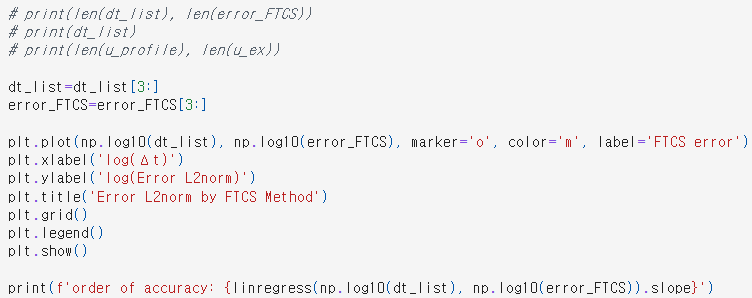 # print(len(dt_list), len(error_FTCS))
# print(dt_list)
# print(len(u_profile), len(u_ex))
dt_list=dt_list[3:]
error_FTCS=error_FTCS[3:]
plt.plot(np.log10(dt_list), np.log10(error_FTCS), marker='o', color='m', label='FTCS error')
plt.xlabel('log(Δt)')
plt.ylabel('log(Error L2norm)')
plt.title('Error L2norm by FTCS Method')
plt.grid()
plt.legend()
plt.show()
print(f'order of accuracy: {linregress(np.log10(dt_list), np.log10(error_FTCS)).slope}')